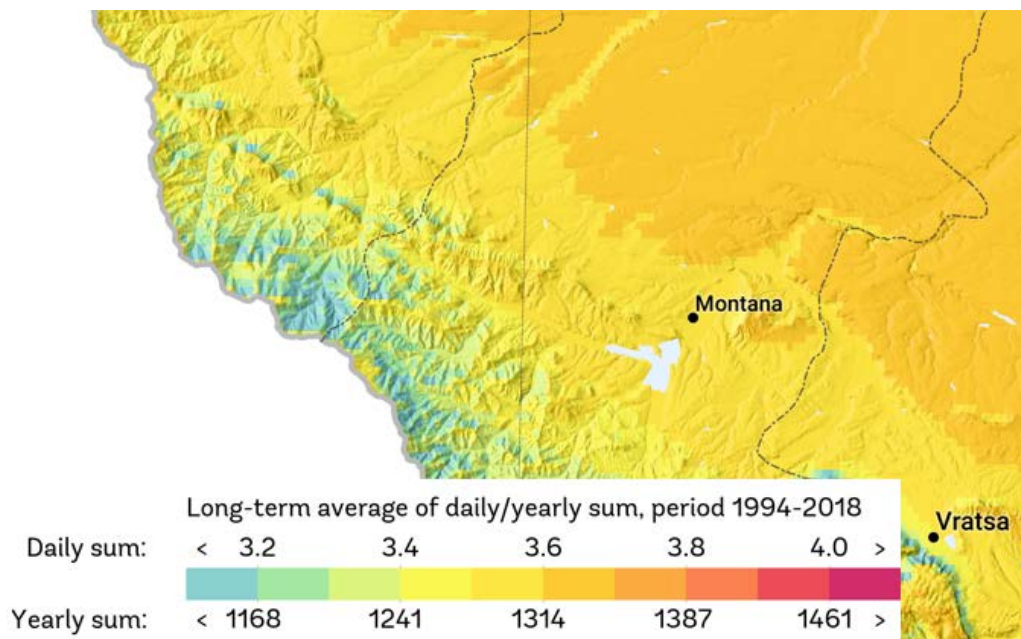 Montana
Vratsa
Long-term average of daily/yearly sum, period 1994-2018
Daily sum: < 3.2 3.4 3.6 3.8 4.0 >
Yearly sum: < 1168 1241 1314 1387 1461 >